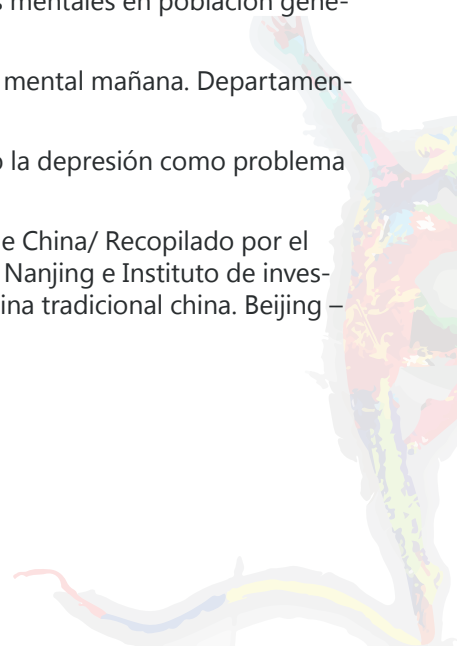 s mentales en población gene-
mental mañana. Departamen-
o la depresión como problema
e China/ Recopilado por el
Nanjing e Instituto de inves-
ina tradicional china. Beijing –